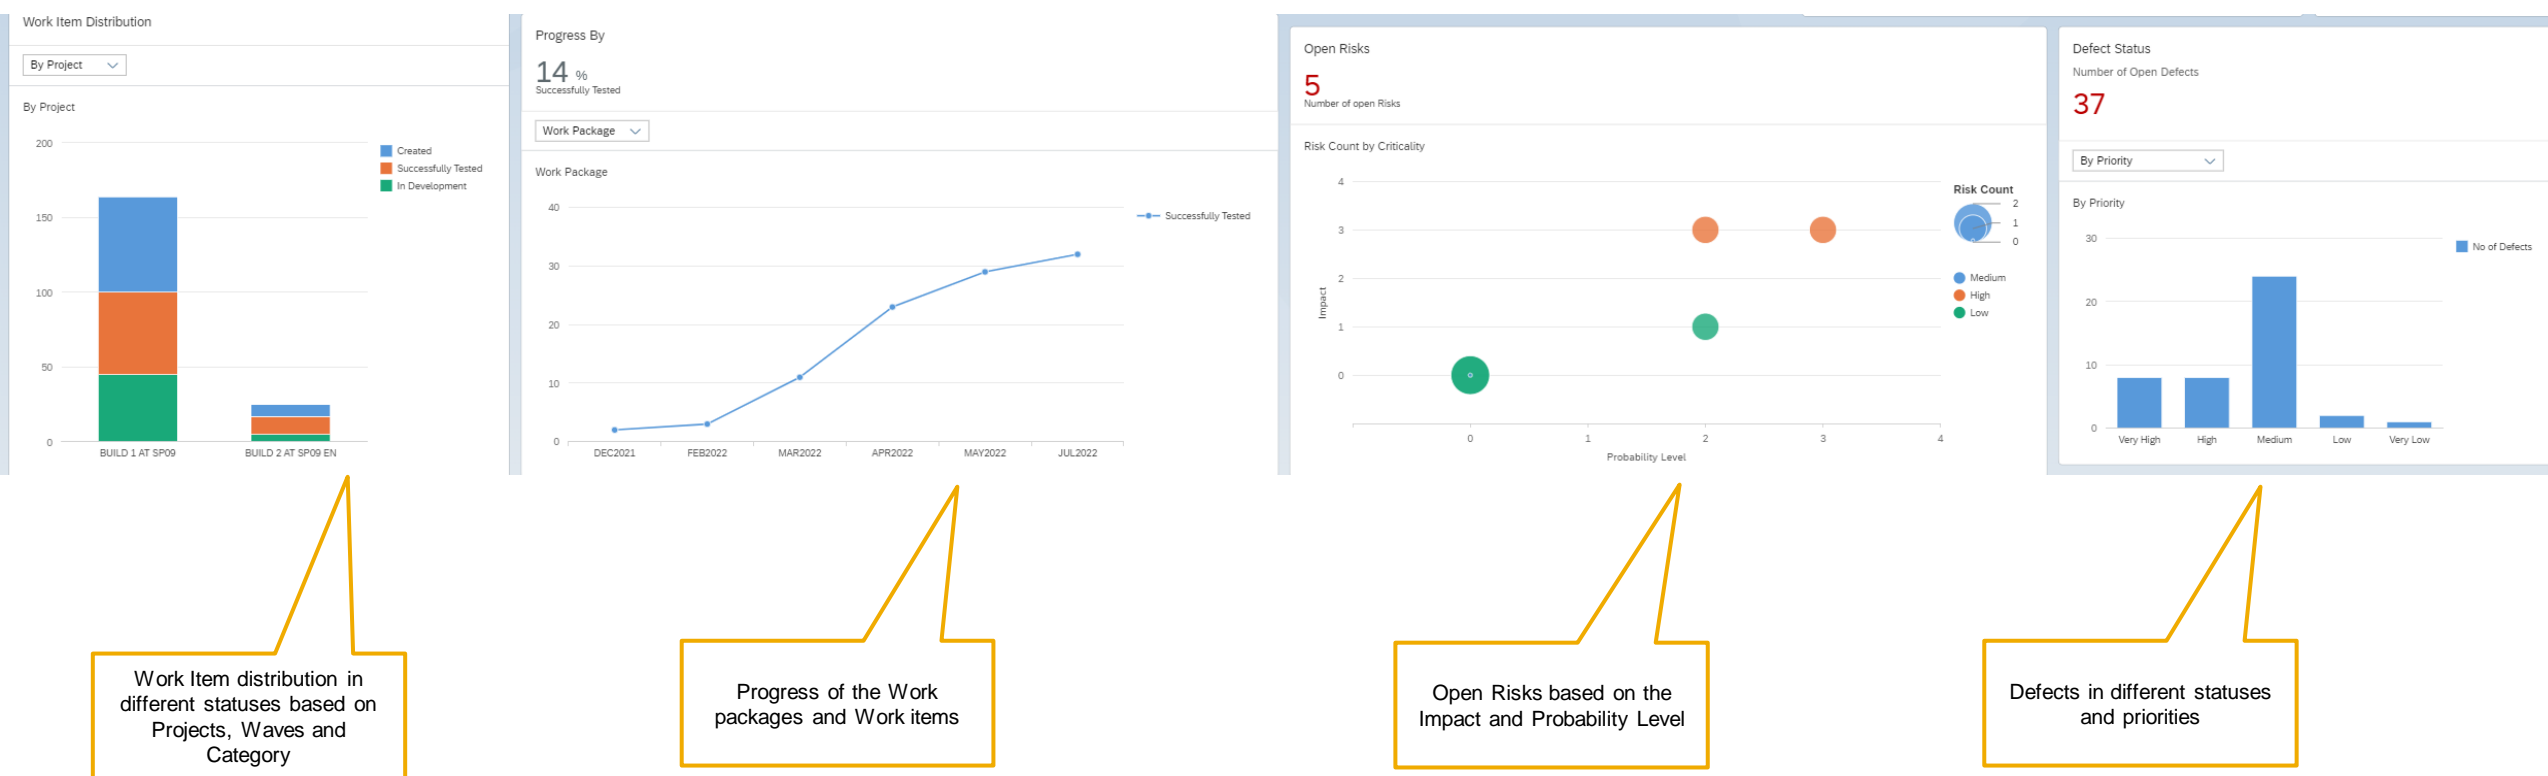 Work Item Distribution
By Project
By Project
200
150
100
50
0
Created
Successfully Tested
In Development
BUILD 1 AT SP09
BUILD 2 AT SP09 EN
Progress By
14 %
Successfully Tested
Work Package
Work Package
40
30
20
10
0
Successfully Tested
DEC2021
FEB2022
MAR2022
APR2022
MAY2022
JUL2022
Open Risks
5
Number of open Risks
Risk Count by Criticality
4
3
2
1
0
Impact
0
1
2
3
4
Probability Level
Risk Count
2
1
0
Medium
High
Low
Defect Status
Number of Open Defects
37
By Priority
By Priority
30
20
10
0
No of Defects
Very High
High
Medium
Low
Very Low
Work Item distribution in
different statuses based on
Projects, Waves and
Category
Progress of the Work
packages and Work items
Open Risks based on the
Impact and Probability Level
Defects in different statuses
and priorities